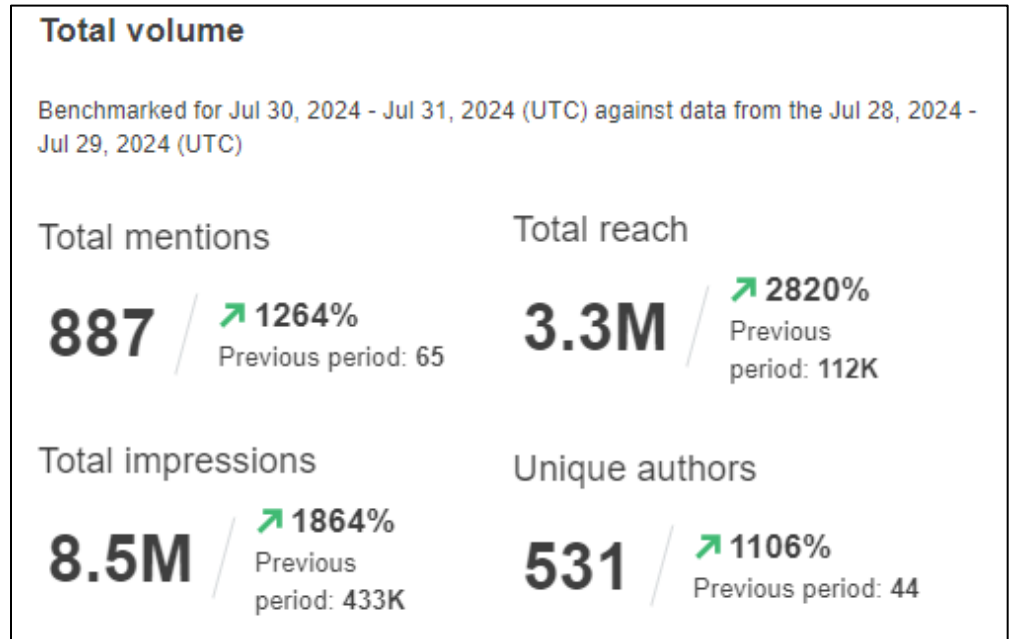 Total volume
Benchmarked for Jul 30, 2024 - Jul 31, 2024 (UTC) against data from the Jul 28, 2024 -
Jul 29, 2024 (UTC)
Total mentions
887
1264%
Previous period: 65
Total reach
3.3M
2820%
Previous
period: 112K
Total impressions
8.5M
1864%
Previous
period: 433K
Unique authors
531
1106%
Previous period: 44